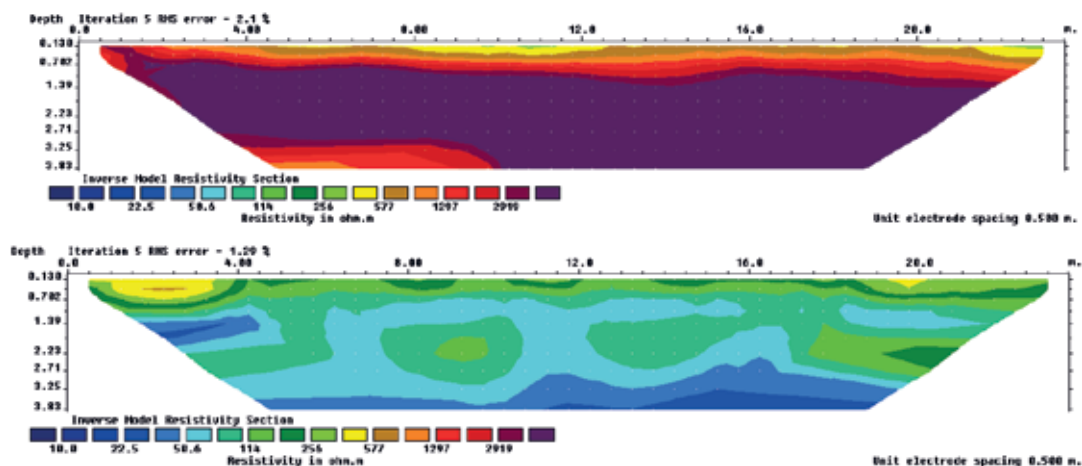 Depth Iteration 5 RMS error = 2.1 %
0.0 4.00 8.00 12.0 16.0 20.0 m.
0.130
0.702
1.39
2.23
2.71
3.25
3.83
Inverse Model Resistivity Section
10.0 22.5 50.6 114 256 577 1297 2919
Resistivity in ohm.m
Unit electrode spacing 0.500 m.
Depth Iteration 5 RMS error = 1.29 %
0.0 4.00 8.00 12.0 16.0 20.0 m.
0.130
0.702
1.39
2.23
2.71
3.25
3.83
Inverse Model Resistivity Section
10.0 22.5 50.6 114 256 577 1297 2919
Resistivity in ohm.m
Unit electrode spacing 0.500 m.